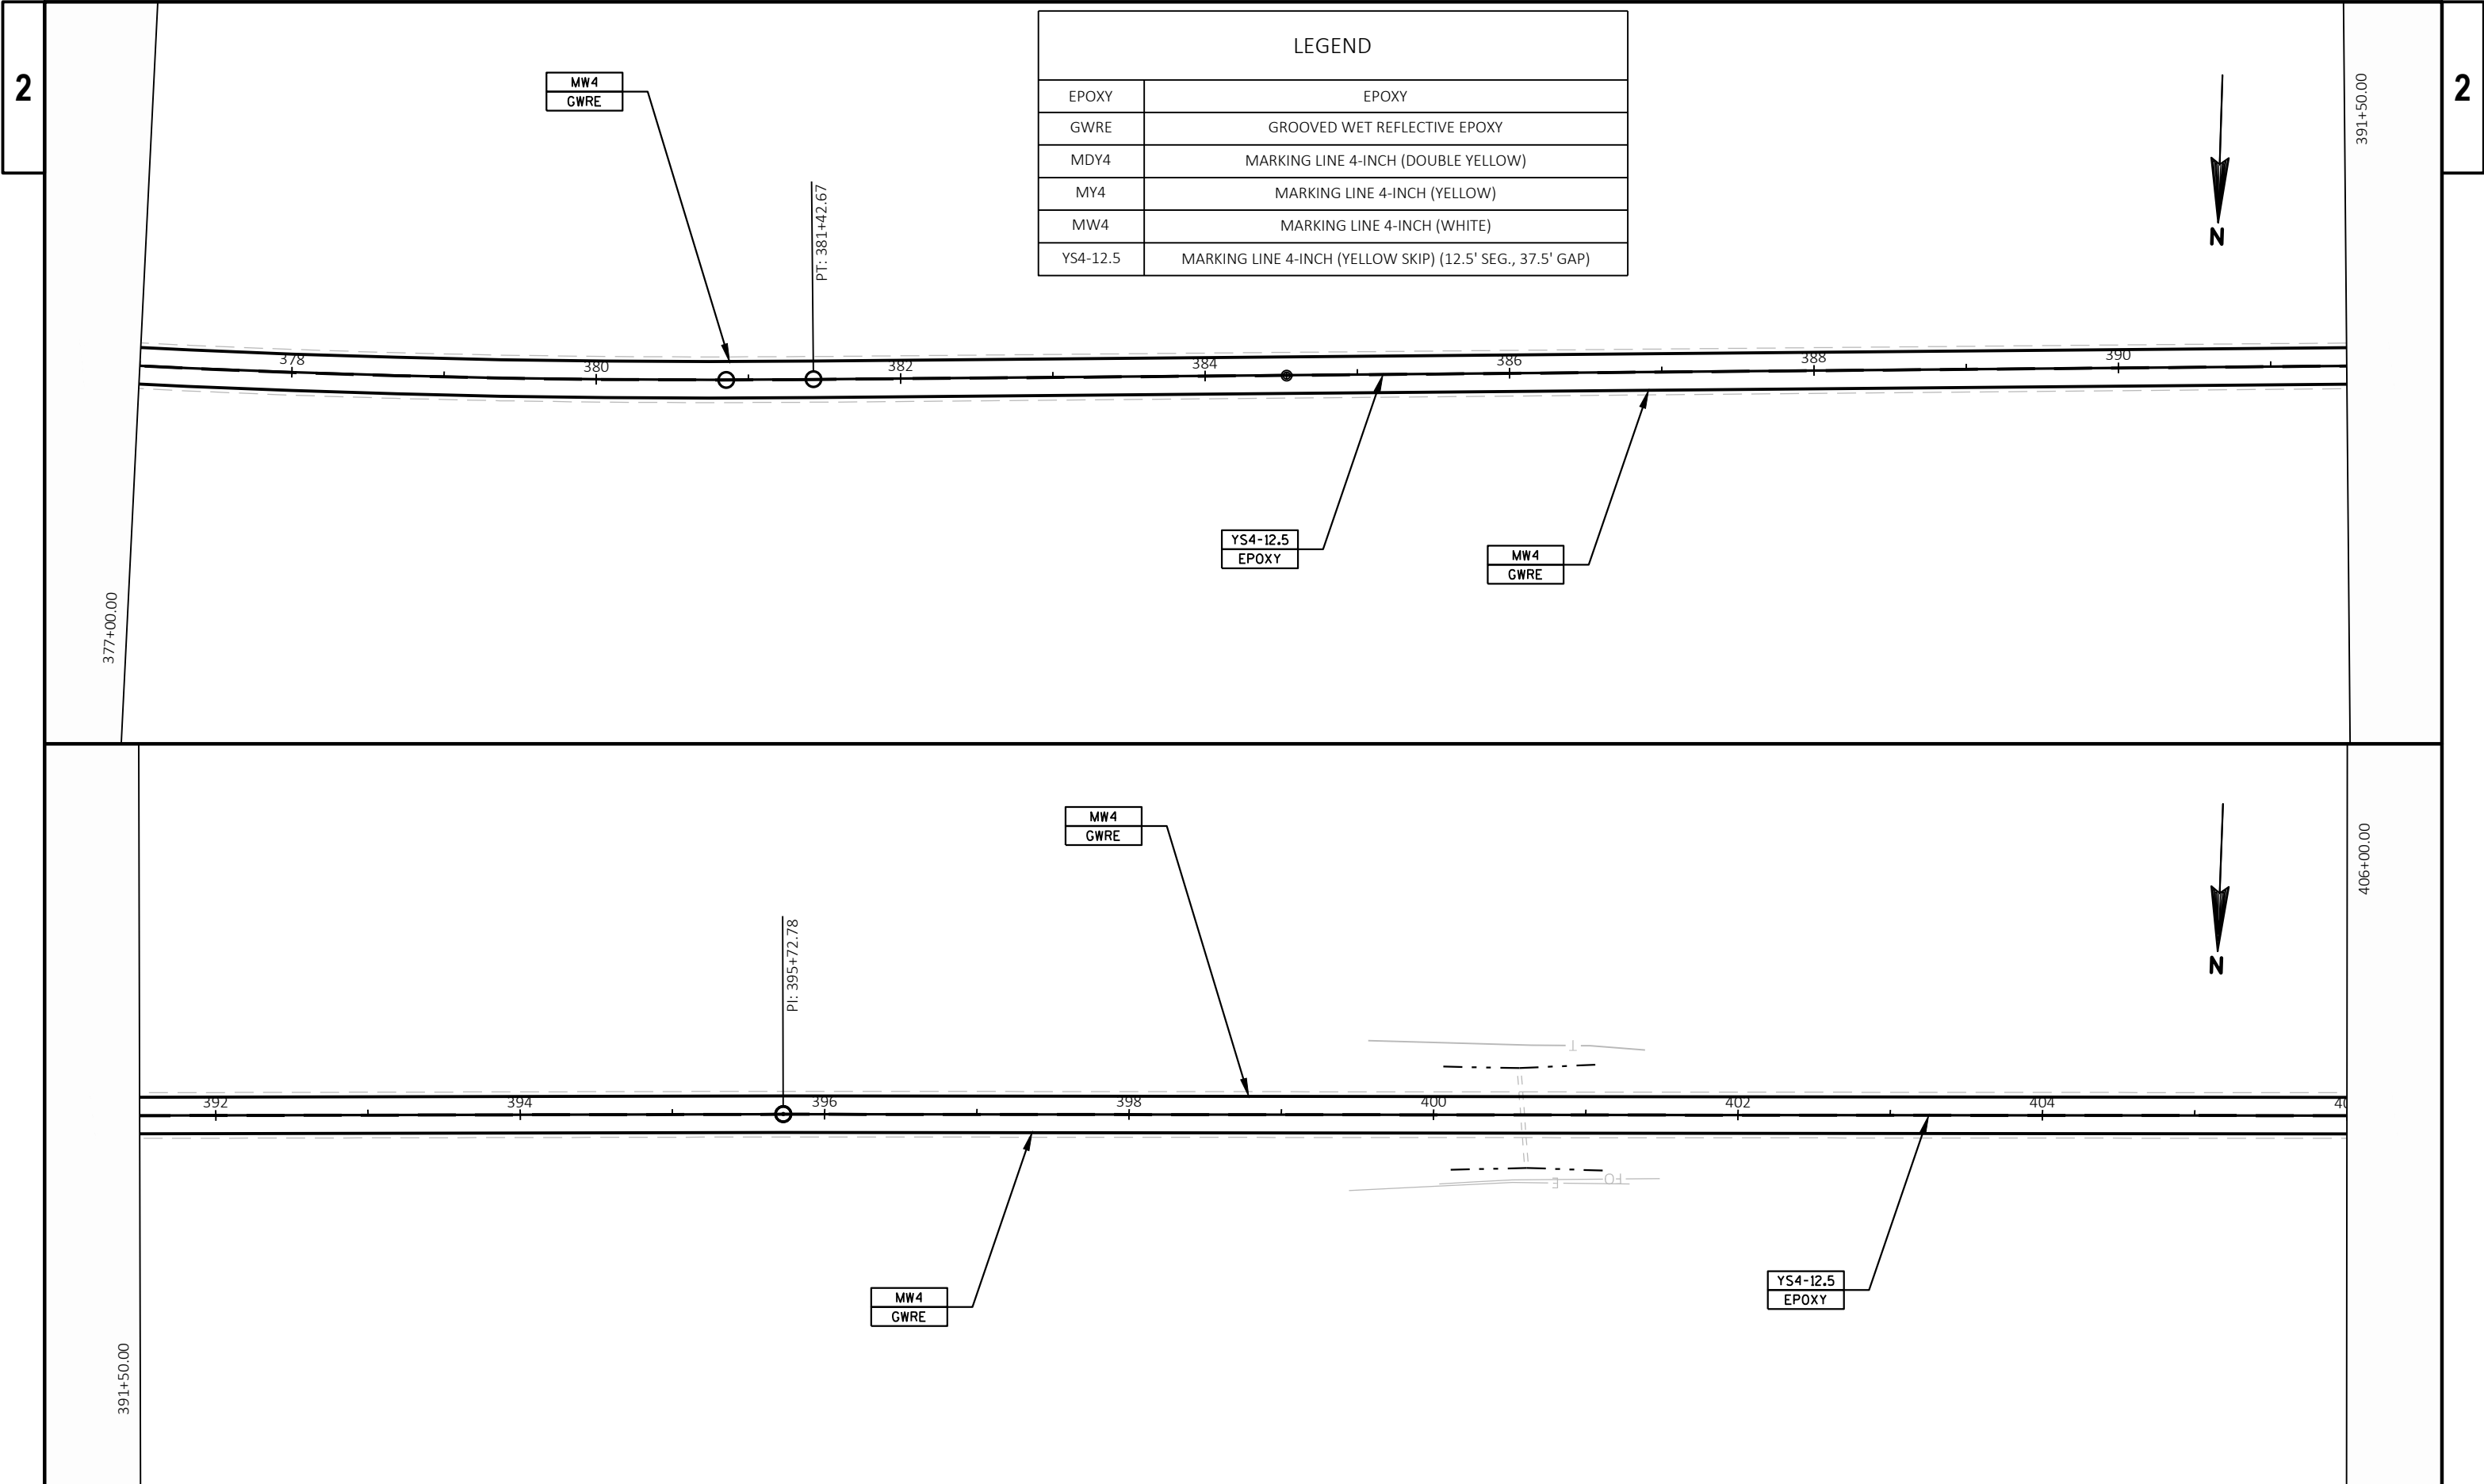 2
2
LEGEND
EPOXY EPOXY
GWRE GROOVED WET REFLECTIVE EPOXY
MDY4 MARKING LINE 4-INCH (DOUBLE YELLOW)
MY4 MARKING LINE 4-INCH (YELLOW)
MW4 MARKING LINE 4-INCH (WHITE)
YS4-12.5 MARKING LINE 4-INCH (YELLOW SKIP) (12.5' SEG., 37.5' GAP)
MW4
GWRE
PT: 381+42.67
391+50.00
N
378 380 382 384 386 388 390
YS4-12.5
EPOXY
MW4
GWRE
377+00.00
MW4
GWRE
406+00.00
N
PI: 395+72.78
T
392 394 396 398 400 402 404 40
FO
E
YS4-12.5
EPOXY
MW4
GWRE
391+50.00